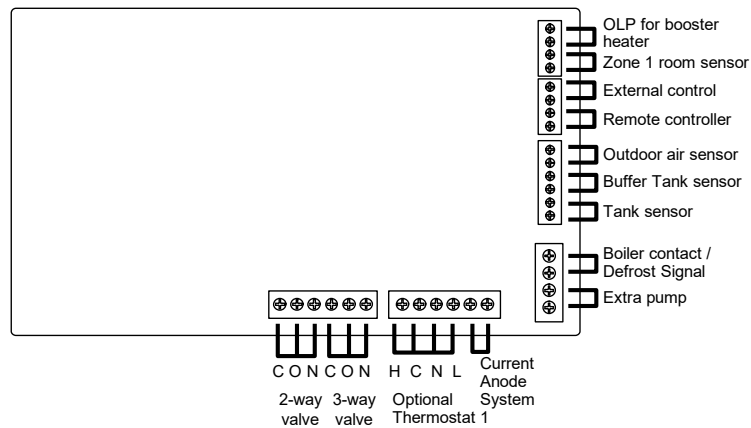 OLP for booster
heater
Zone 1 room sensor
External control
Remote controller
Outdoor air sensor
Buffer Tank sensor
Tank sensor
Boiler contact /
Defrost Signal
Extra pump
C O N C O N
H C N L
Current
Anode
System
2-way
valve
3-way
valve
Optional
Thermostat 1